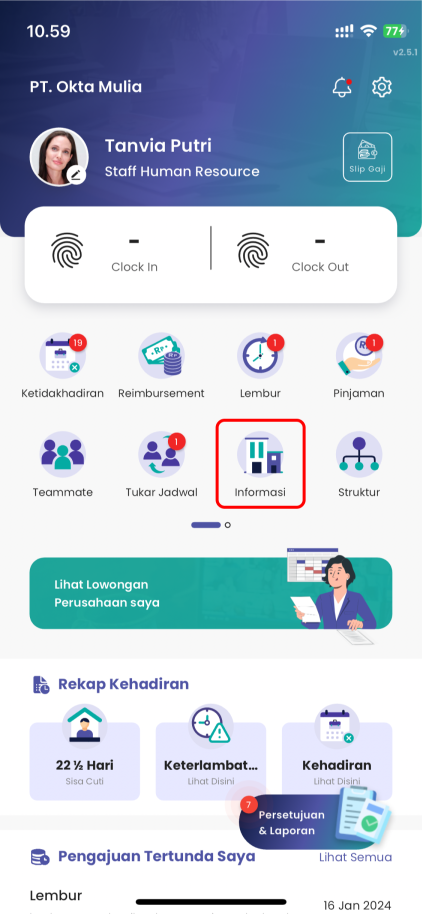 10.59
77
v2.5.1
PT. Okta Mulia
Tanvia Putri
Staff Human Resource
Slip Gaji
-
-
Clock In
Clock Out
19
1
1
Ketidakhadiran
Reimbursement
Lembur
Pinjaman
1
Teammate
Tukar Jadwal
Informasi
Struktur
Lihat Lowongan
Perusahaan saya
Rekap Kehadiran
22 ½ Hari
Sisa Cuti
Keterlambat...
Lihat Disini
Kehadiran
Lihat Disini
7
Persetujuan
& Laporan
Pengajuan Tertunda Saya
Lihat Semua
Lembur
16 Jan 2024